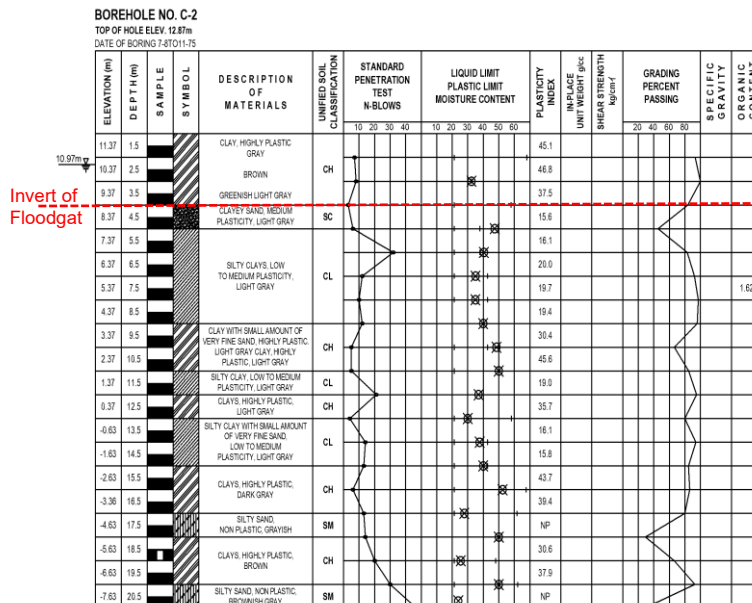 BOREHOLE NO. C-2
TOP OF HOLE ELEV. 12.87m
DATE OF BORING 7-8TO11-75
ELEVATION (m)
DEPTH (m)
SAMPLE
SYMBOL
DESCRIPTION
OF
MATERIALS
UNIFIED SOIL
CLASSIFICATION
STANDARD
PENETRATION
TEST
N-BLOWS
10 20 30 40
LIQUID LIMIT
PLASTIC LIMIT
MOISTURE CONTENT
10 20 30 40 50 60
PLASTICITY
INDEX
IN-PLACE
UNIT WEIGHT g/cc
SHEAR STRENGTH
GRADING
PERCENT
PASSING
20 40 60 80
SPECIFIC
GRAVITY
ORGANIC
11.37 1.5 CLAY, HIGHLY PLASTIC 45.1
GRAY
10.97m
10.37 2.5 BROWN CH 46.8
9.37 3.5 GREENISH LIGHT GRAY 37.5
Invert of
Floodgat
8.37 4.5 CLAYEY SAND, MEDIUM SC 15.6
PLASTICITY, LIGHT GRAY
7.37 5.5 16.1
6.37 6.5 SILTY CLAYS, LOW 20.0
TO MEDIUM PLASTICITY, CL
5.37 7.5 LIGHT GRAY 19.7 1.62
4.37 8.5 19.4
3.37 9.5 CLAY WITH SMALL AMOUNT OF 30.4
VERY FINE SAND, HIGHLY PLASTIC,
LIGHT GRAY CLAY, HIGHLY CH
2.37 10.5 PLASTIC, LIGHT GRAY 45.6
1.37 11.5 SILTY CLAY, LOW TO MEDIUM CL 19.0
PLASTICITY, LIGHT GRAY
0.37 12.5 CLAYS, HIGHLY PLASTIC, CH 35.7
LIGHT GRAY
-0.63 13.5 SILTY CLAY WITH SMALL AMOUNT 16.1
OF VERY FINE SAND,
LOW TO MEDIUM CL
-1.63 14.5 PLASTICITY, LIGHT GRAY 15.8
-2.63 15.5 43.7
CLAYS, HIGHLY PLASTIC, CH
DARK GRAY
-3.36 16.5 39.4
-4.63 17.5 SILTY SAND, SM NP
NON PLASTIC, GRAYISH
-5.63 18.5 CLAYS, HIGHLY PLASTIC, CH 30.6
BROWN
-6.63 19.5 37.9
-7.63 20.5 SILTY SAND, NON PLASTIC, SM NP
BROWNISH GRAY